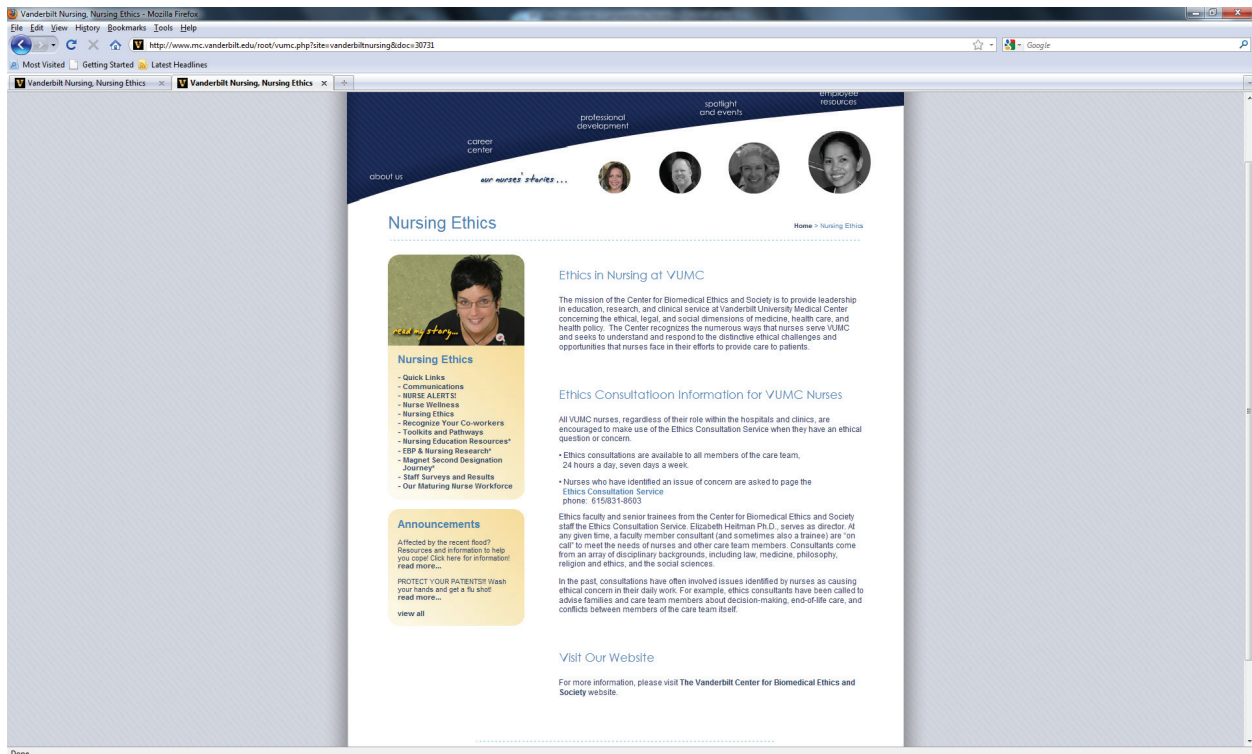 Vanderbilt Nursing, Nursing Ethics - Mozilla Firefox
File Edit View History Bookmarks Tools Help
http://www.mc.vanderbilt.edu/root/vumc.php?site=vanderbiltnursing&doc=30731
Google
Most Visited Getting Started Latest Headlines
Vanderbilt Nursing, Nursing Ethics
Vanderbilt Nursing, Nursing Ethics
employee
resources
spotlight
and events
professional
development
career
center
about us
our nurses' stories ...
Nursing Ethics
Home > Nursing Ethics
read my story...
Nursing Ethics
- Quick Links
- Communications
- NURSE ALERTS!
- Nurse Wellness
- Nursing Ethics
- Recognize Your Co-workers
- Toolkits and Pathways
- Nursing Education Resources*
- EBP & Nursing Research*
- Magnet Second Designation
Journey*
- Staff Surveys and Results
- Our Maturing Nurse Workforce
Announcements
Affected by the recent flood?
Resources and information to help
you cope! Click here for information!
read more...
PROTECT YOUR PATIENTS!!! Wash
your hands and get a flu shot!
read more...
view all
Ethics in Nursing at VUMC
The mission of the Center for Biomedical Ethics and Society is to provide leadership
in education, research, and clinical service at Vanderbilt University Medical Center
concerning the ethical, legal, and social dimensions of medicine, health care, and
health policy. The Center recognizes the numerous ways that nurses serve VUMC
and seeks to understand and respond to the distinctive ethical challenges and
opportunities that nurses face in their efforts to provide care to patients.
Ethics Consultatioon Information for VUMC Nurses
All VUMC nurses, regardless of their role within the hospitals and clinics, are
encouraged to make use of the Ethics Consultation Service when they have an ethical
question or concern.
• Ethics consultations are available to all members of the care team,
24 hours a day, seven days a week.
• Nurses who have identified an issue of concern are asked to page the
Ethics Consultation Service
phone: 615/831-8603
Ethics faculty and senior trainees from the Center for Biomedical Ethics and Society
staff the Ethics Consultation Service. Elizabeth Heitman Ph.D., serves as director. At
any given time, a faculty member consultant (and sometimes also a trainee) are "on
call" to meet the needs of nurses and other care team members. Consultants come
from an array of disciplinary backgrounds, including law, medicine, philosophy,
religion and ethics, and the social sciences.
In the past, consultations have often involved issues identified by nurses as causing
ethical concern in their daily work. For example, ethics consultants have been called to
advise families and care team members about decision-making, end-of-life care, and
conflicts between members of the care team itself.
Visit Our Website
For more information, please visit The Vanderbilt Center for Biomedical Ethics and
Society website.
Done